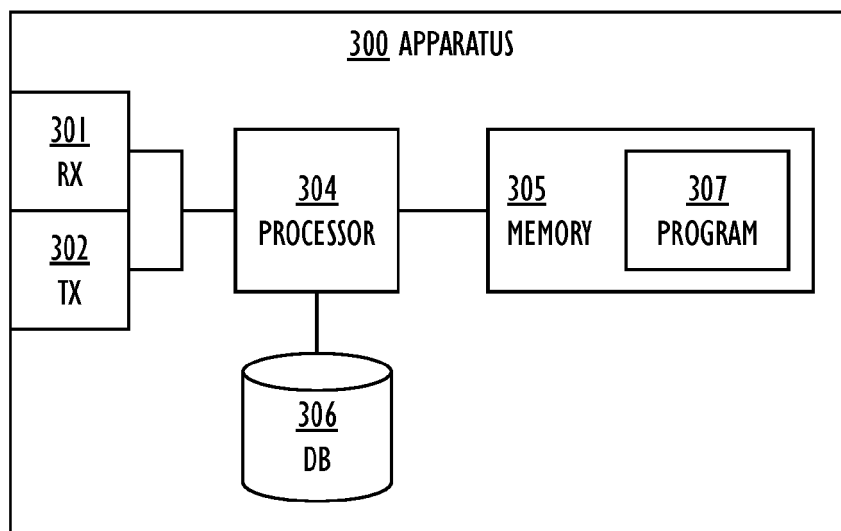 300 APPARATUS
301
RX
302
TX
304
PROCESSOR
305
MEMORY
307
PROGRAM
306
DB